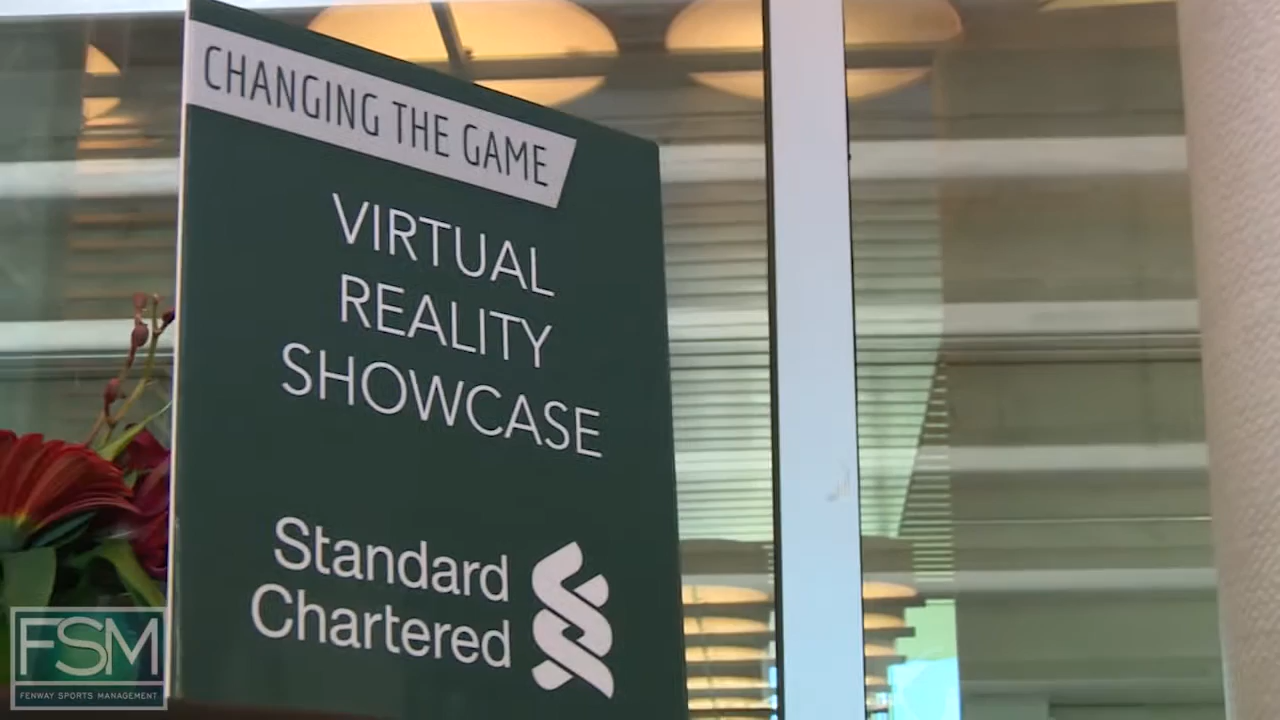 CHANGING THE GAME
VIRTUAL
REALITY
SHOWCASE
Standard
Chartered
FSM
FENWAY SPORTS MANAGEMENT